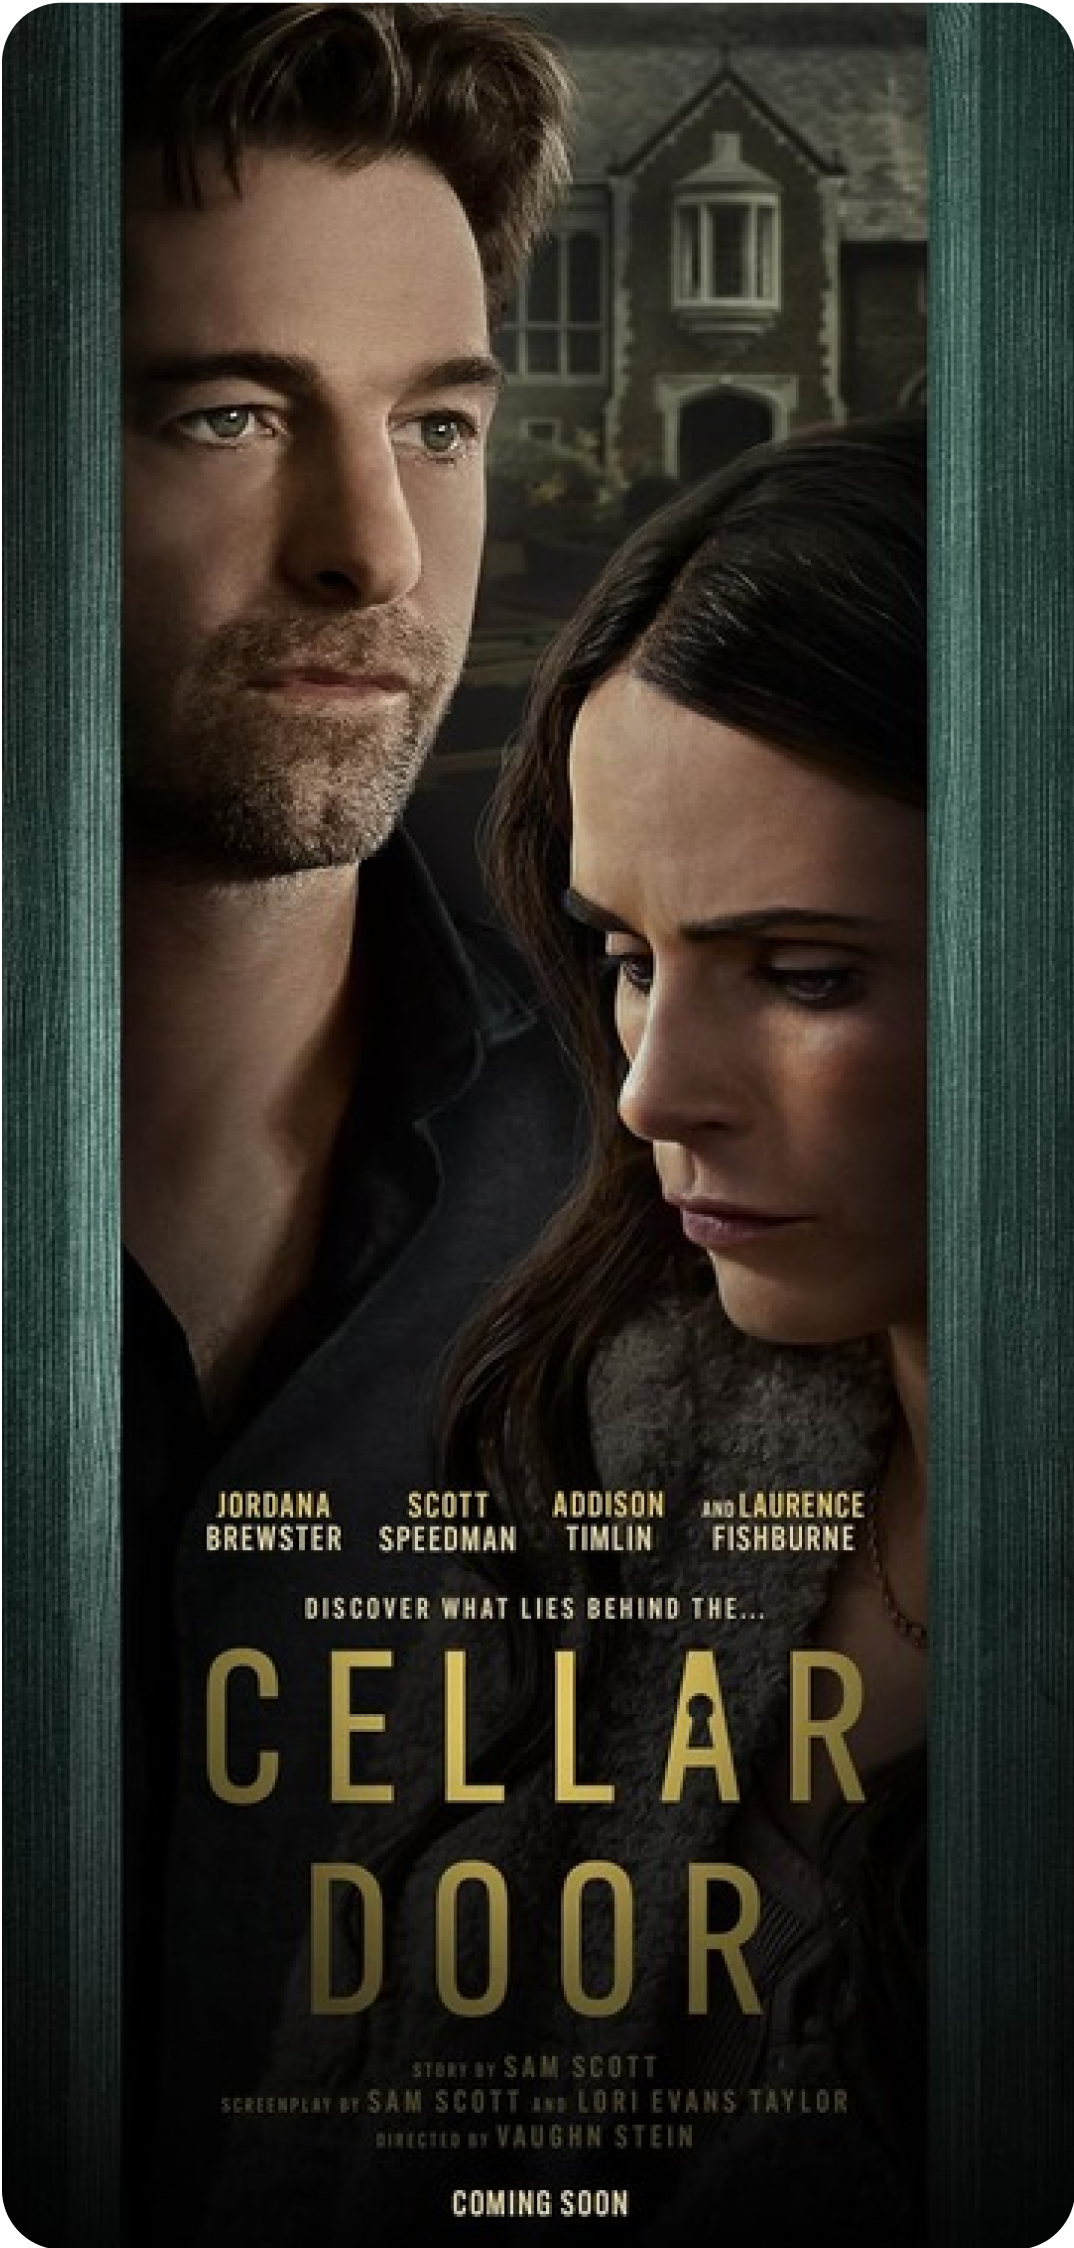 JORDANA SCOTT ADDISON AND LAURENCE
BREWSTER SPEEDMAN TIMLIN FISHBURNE
DISCOVER WHAT LIES BEHIND THE...
CELLAR
DOOR
STORY BY SAM SCOTT
SCREENPLAY BY SAM SCOTT AND LORI EVANS TAYLOR
DIRECTED BY VAUGHN STEIN
COMING SOON